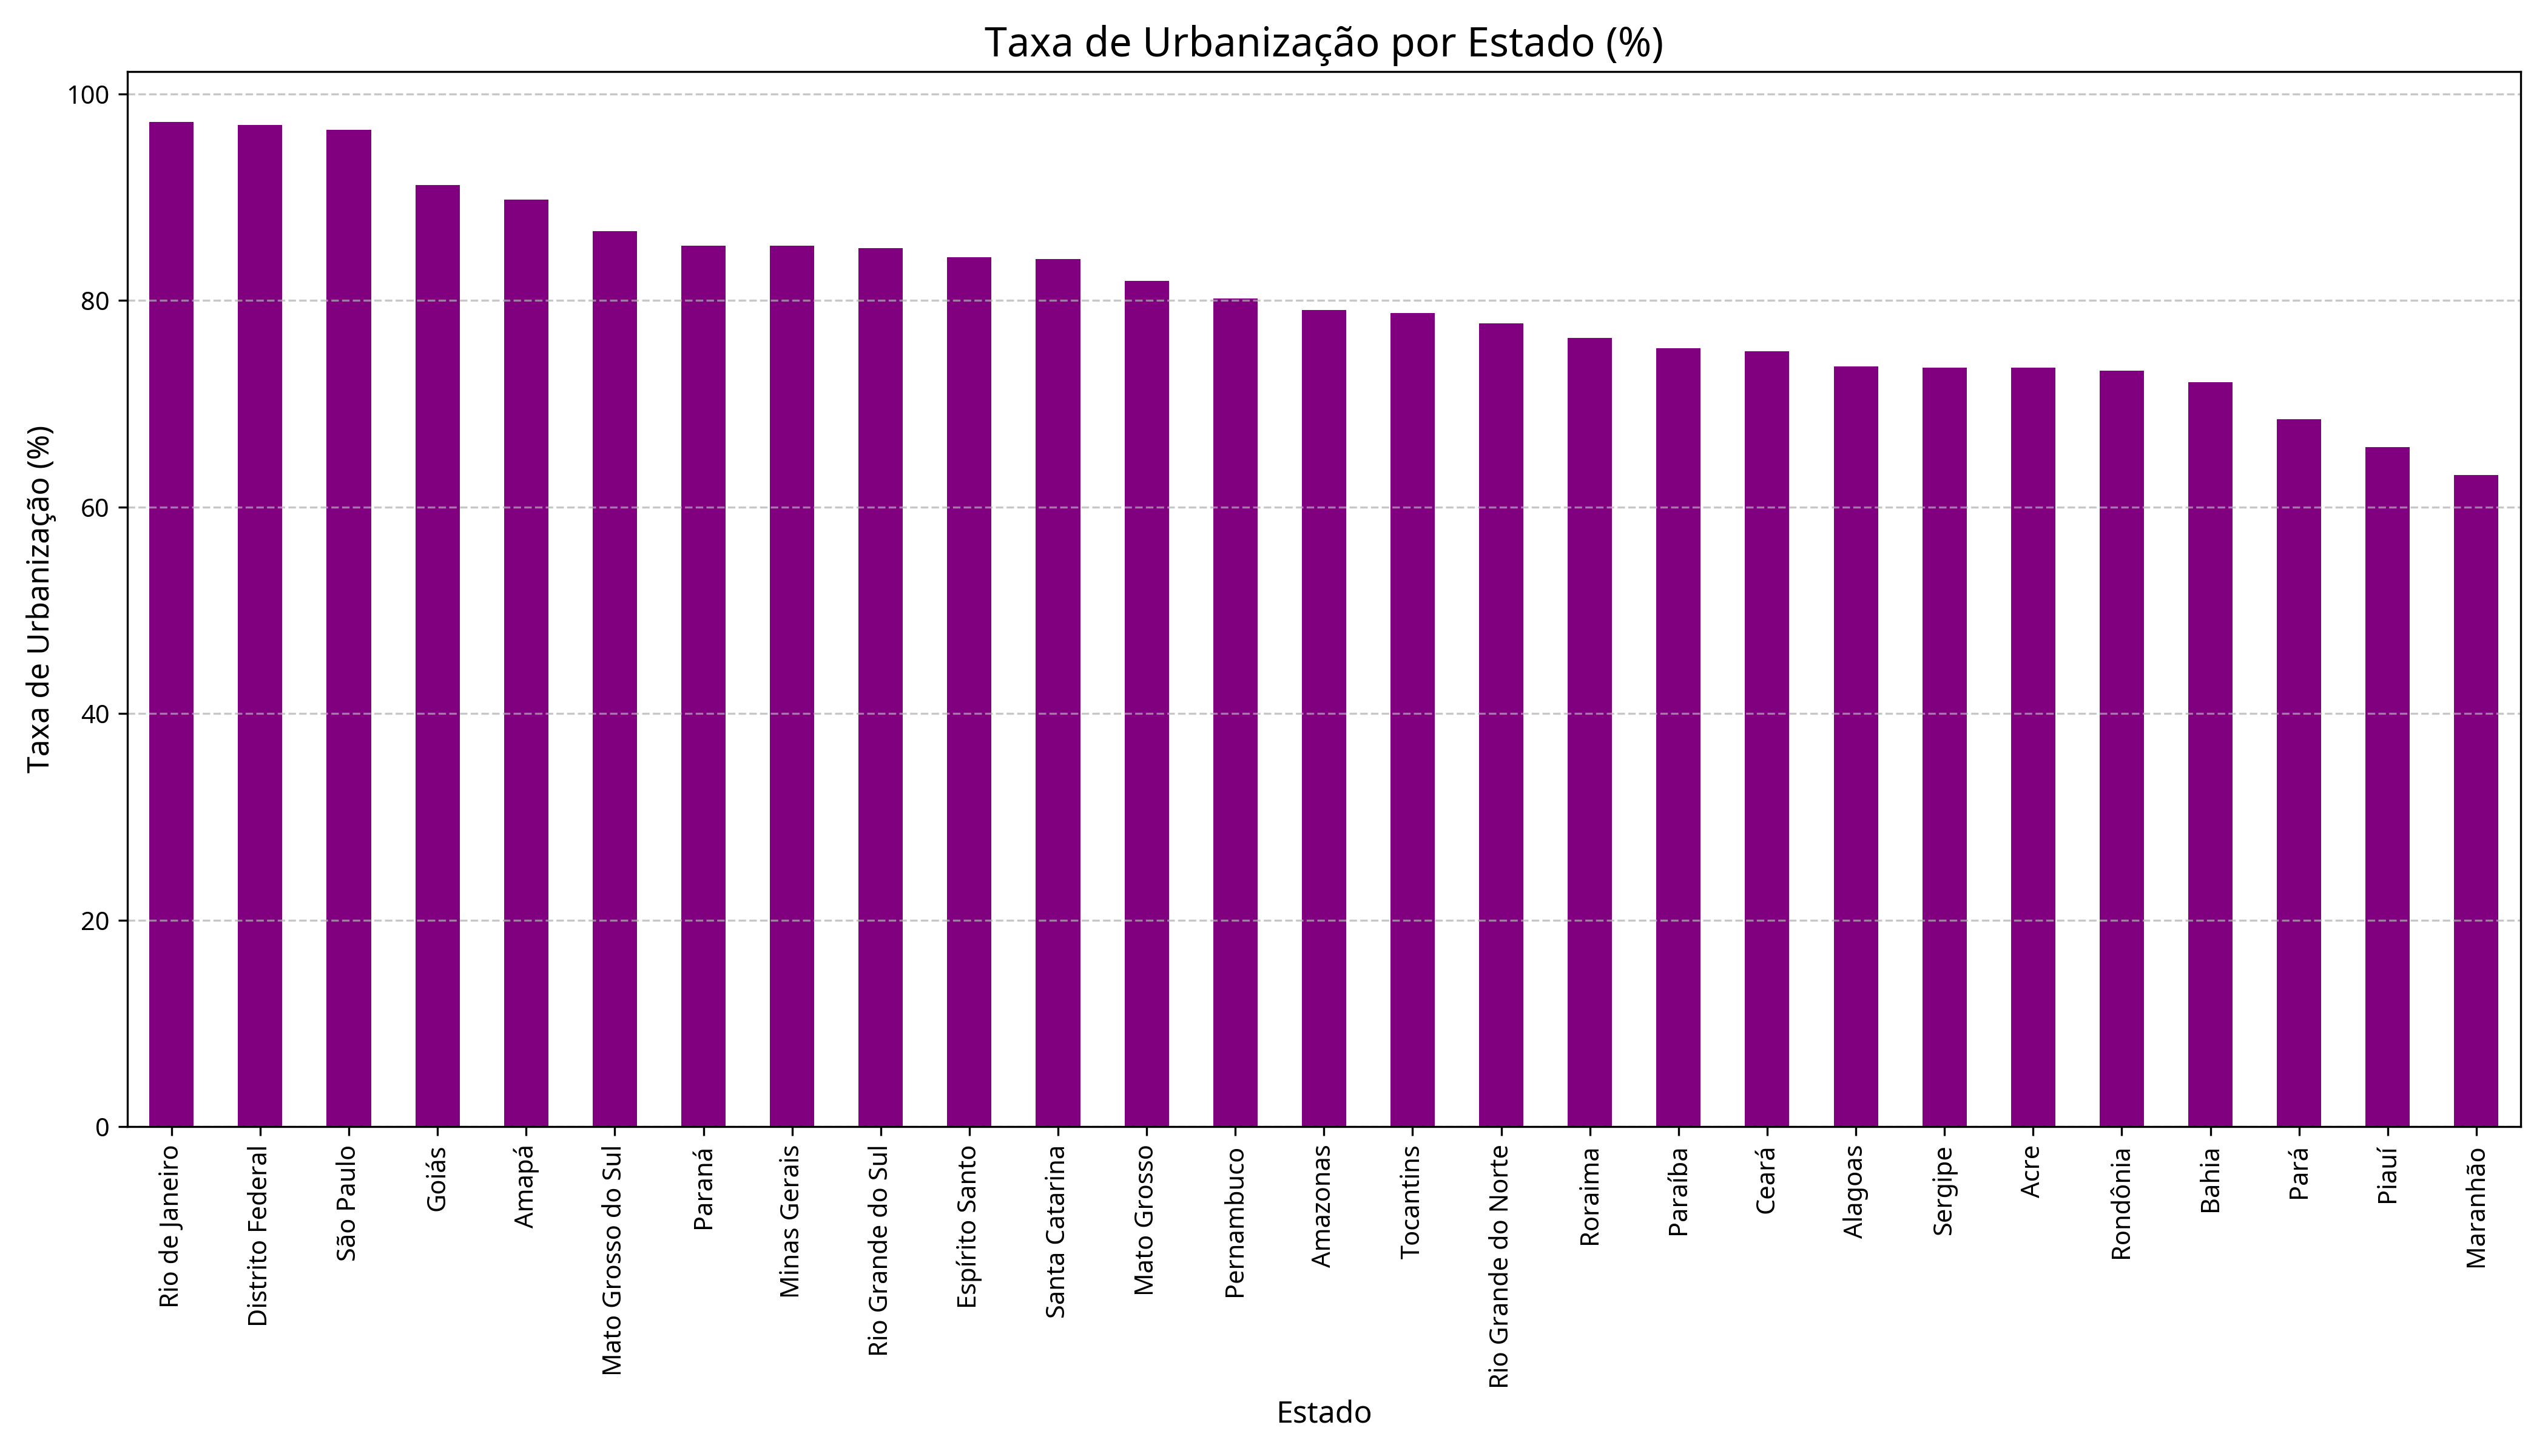 Taxa de Urbanização por Estado (%)
Taxa de Urbanização (%)
100
80
60
40
20
0
Rio de Janeiro
Distrito Federal
São Paulo
Goiás
Amapá
Mato Grosso do Sul
Paraná
Minas Gerais
Rio Grande do Sul
Espírito Santo
Santa Catarina
Mato Grosso
Pernambuco
Amazonas
Tocantins
Rio Grande do Norte
Roraima
Paraíba
Ceará
Alagoas
Sergipe
Acre
Rondônia
Bahia
Pará
Piauí
Maranhão
Estado